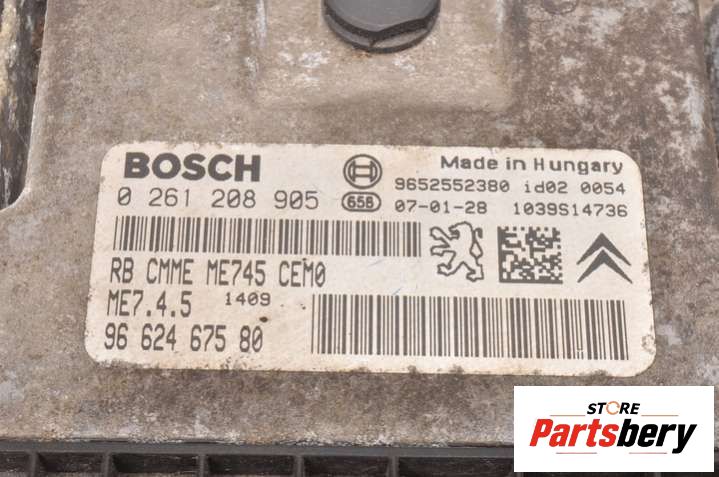 BOSCH
Made in Hungary
0 261 208 905
656
9652552380 id02 0054
07-01-28 1039S14736
RB CMME ME745 CEM0
ME7.4.5 1409
96 624 675 80
STORE
Partsbery